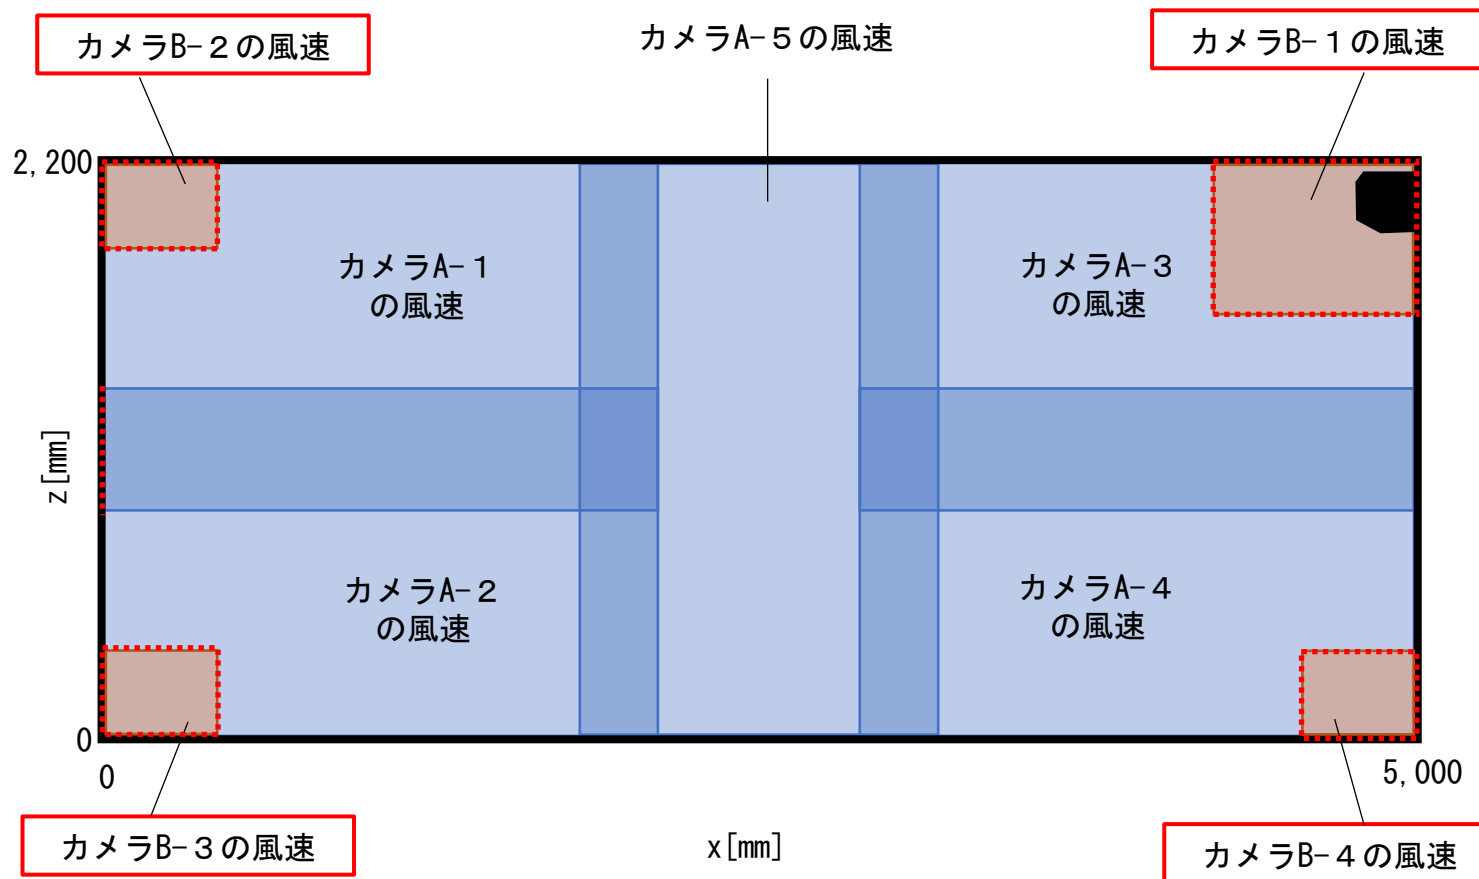 カメラB-２の風速
カメラA-５の風速
カメラB-１の風速
2,200
カメラA-１
の風速
カメラA-３
の風速
z[mm]
カメラA-２
の風速
カメラA-４
の風速
0
0
5,000
カメラB-３の風速
x[mm]
カメラB-４の風速